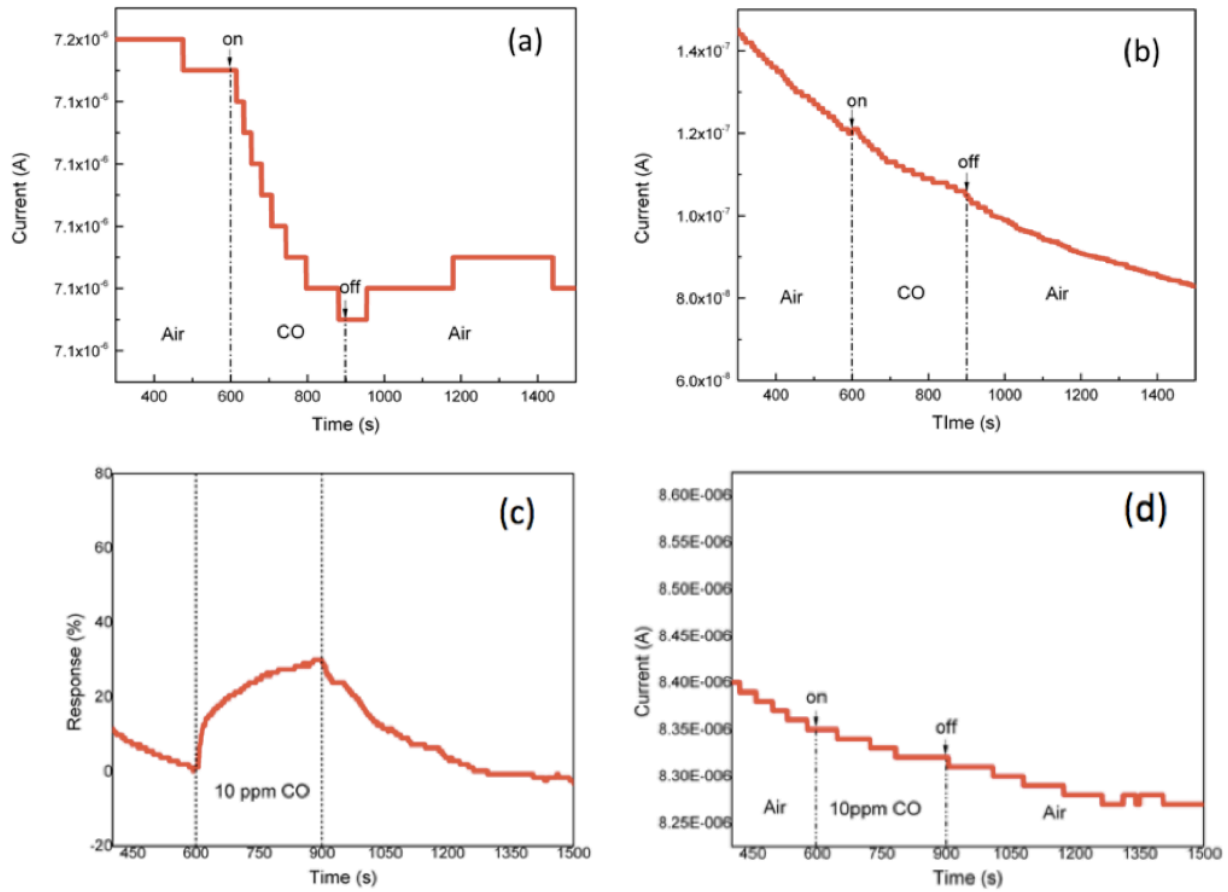 (a)
7.2x10⁻⁶
7.1x10⁻⁶
7.1x10⁻⁶
7.1x10⁻⁶
7.1x10⁻⁶
7.1x10⁻⁶
Current (A)
on
off
Air
CO
Air
400 600 800 1000 1200 1400
Time (s)
(b)
1.4x10⁻⁷
1.2x10⁻⁷
1.0x10⁻⁷
8.0x10⁻⁸
6.0x10⁻⁸
Current (A)
on
off
Air
CO
Air
400 600 800 1000 1200 1400
TIme (s)
(c)
80
60
40
20
0
-20
Response (%)
10 ppm CO
450 600 750 900 1050 1200 1350 1500
Time (s)
(d)
8.60E-006
8.55E-006
8.50E-006
8.45E-006
8.40E-006
8.35E-006
8.30E-006
8.25E-006
Current (A)
on
off
Air
10ppm CO
Air
450 600 750 900 1050 1200 1350 1500
Time (s)